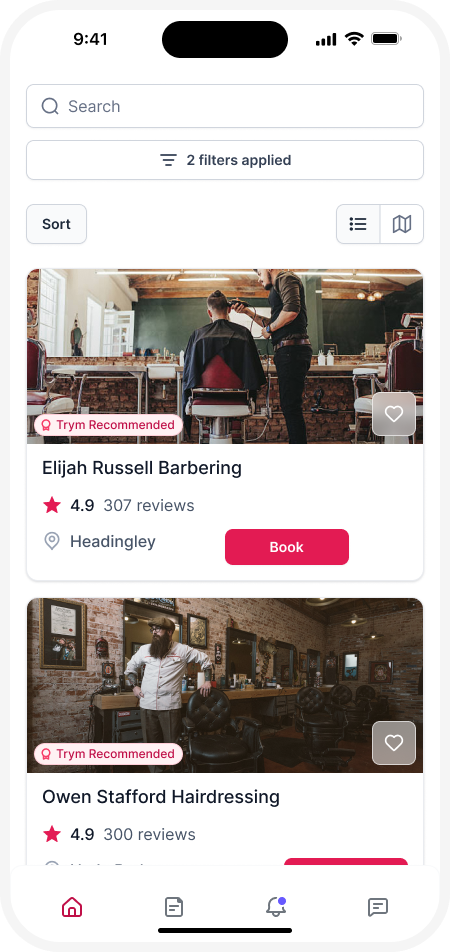 9:41
Search
2 filters applied
Sort
Trym Recommended
Elijah Russell Barbering
4.9 307 reviews
Headingley
Book
Trym Recommended
Owen Stafford Hairdressing
4.9 300 reviews